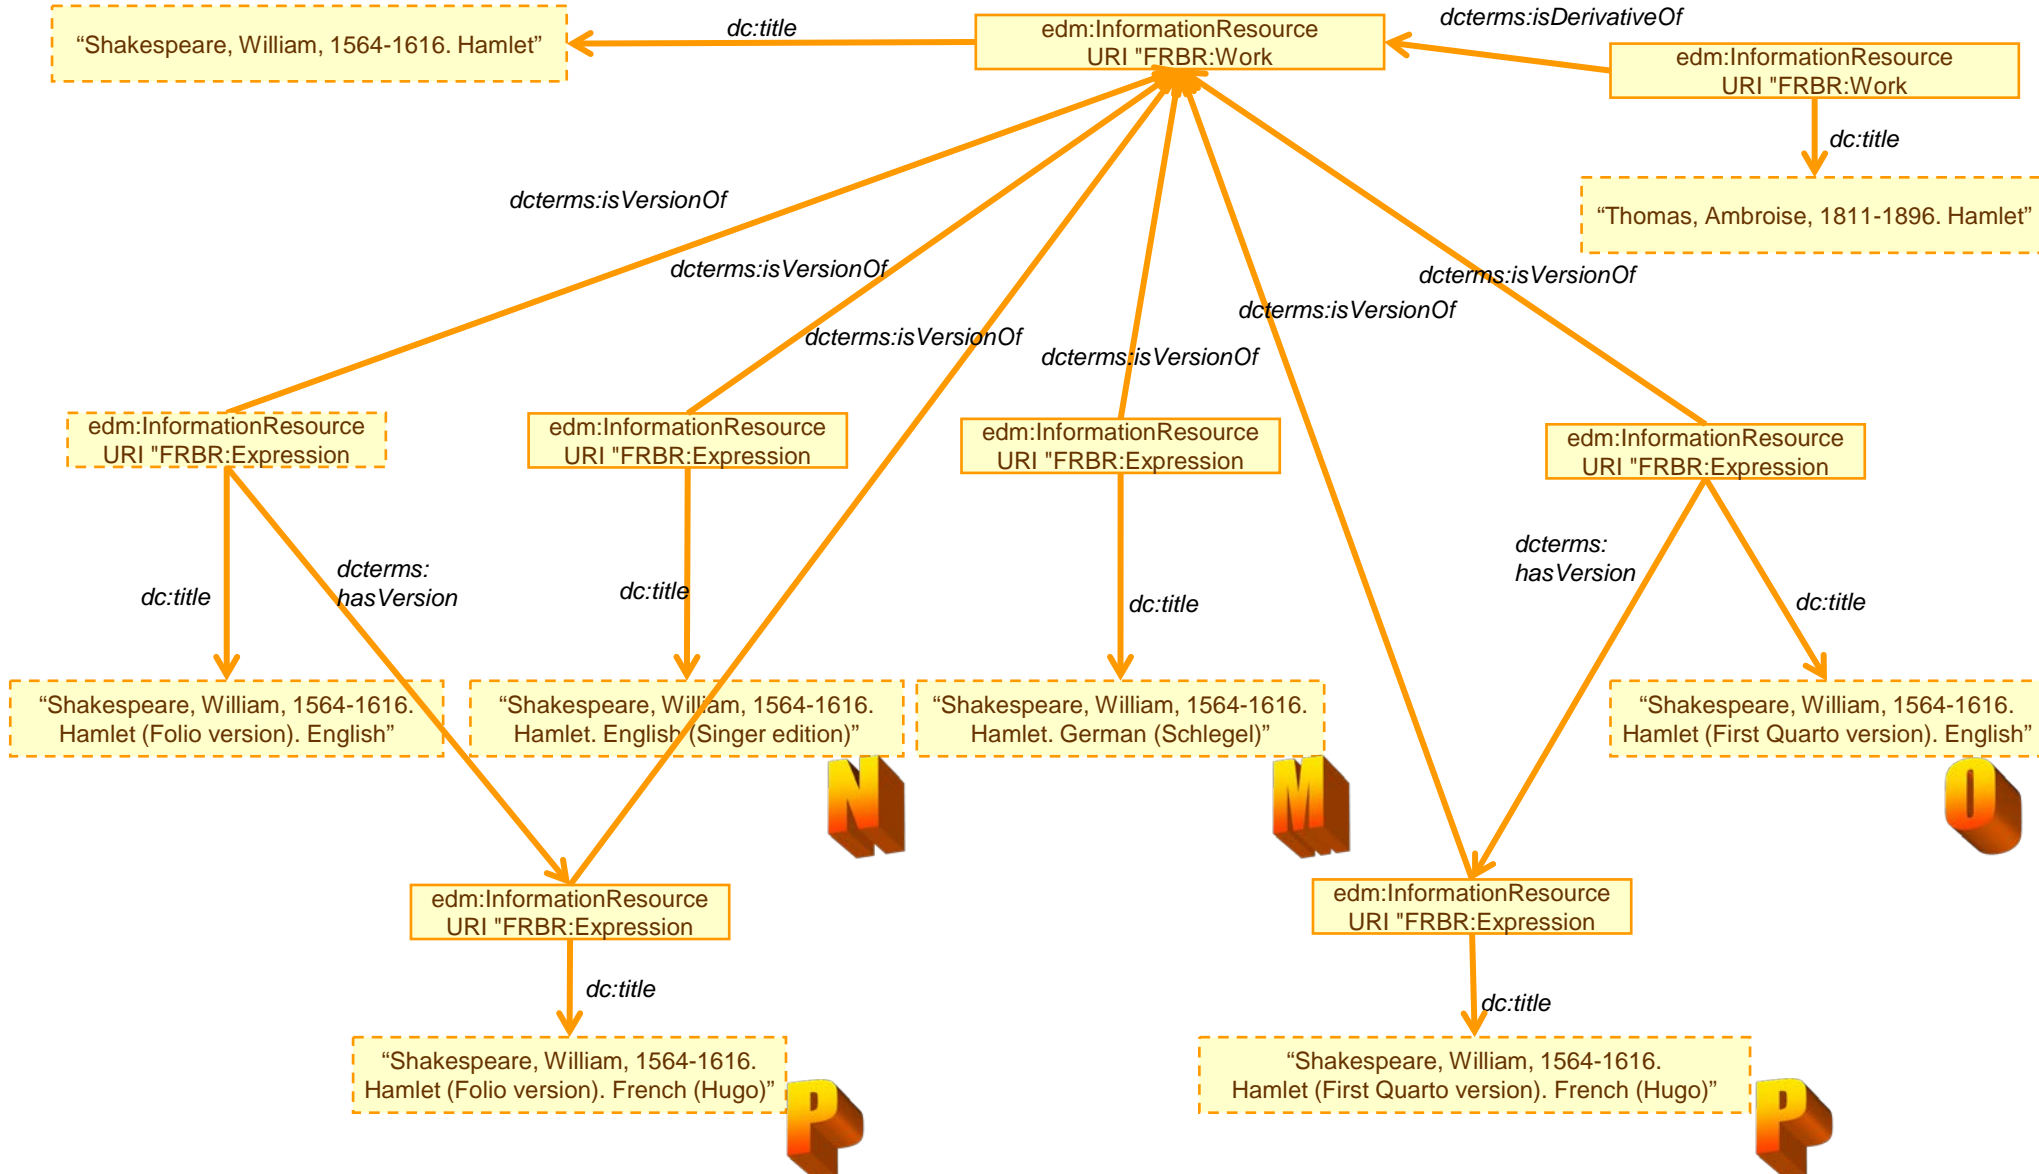 dcterms:isDerivativeOf
dc:title
edm:InformationResource
URI "FRBR:Work
“Shakespeare, William, 1564-1616. Hamlet”
edm:InformationResource
URI "FRBR:Work
dc:title
“Thomas, Ambroise, 1811-1896. Hamlet”
dcterms:isVersionOf
dcterms:isVersionOf
dcterms:isVersionOf
dcterms:isVersionOf
dcterms:isVersionOf
dcterms:isVersionOf
edm:InformationResource
URI "FRBR:Expression
edm:InformationResource
URI "FRBR:Expression
edm:InformationResource
URI "FRBR:Expression
edm:InformationResource
URI "FRBR:Expression
dc:title
dcterms:
hasVersion
dc:title
dc:title
dcterms:
hasVersion
dc:title
“Shakespeare, William, 1564-1616.
Hamlet (Folio version). English”
“Shakespeare, William, 1564-1616.
Hamlet. English (Singer edition)”
“Shakespeare, William, 1564-1616.
Hamlet. German (Schlegel)”
“Shakespeare, William, 1564-1616.
Hamlet (First Quarto version). English”
N
M
O
edm:InformationResource
URI "FRBR:Expression
edm:InformationResource
URI "FRBR:Expression
dc:title
dc:title
“Shakespeare, William, 1564-1616.
Hamlet (Folio version). French (Hugo)”
“Shakespeare, William, 1564-1616.
Hamlet (First Quarto version). French (Hugo)”
P
P